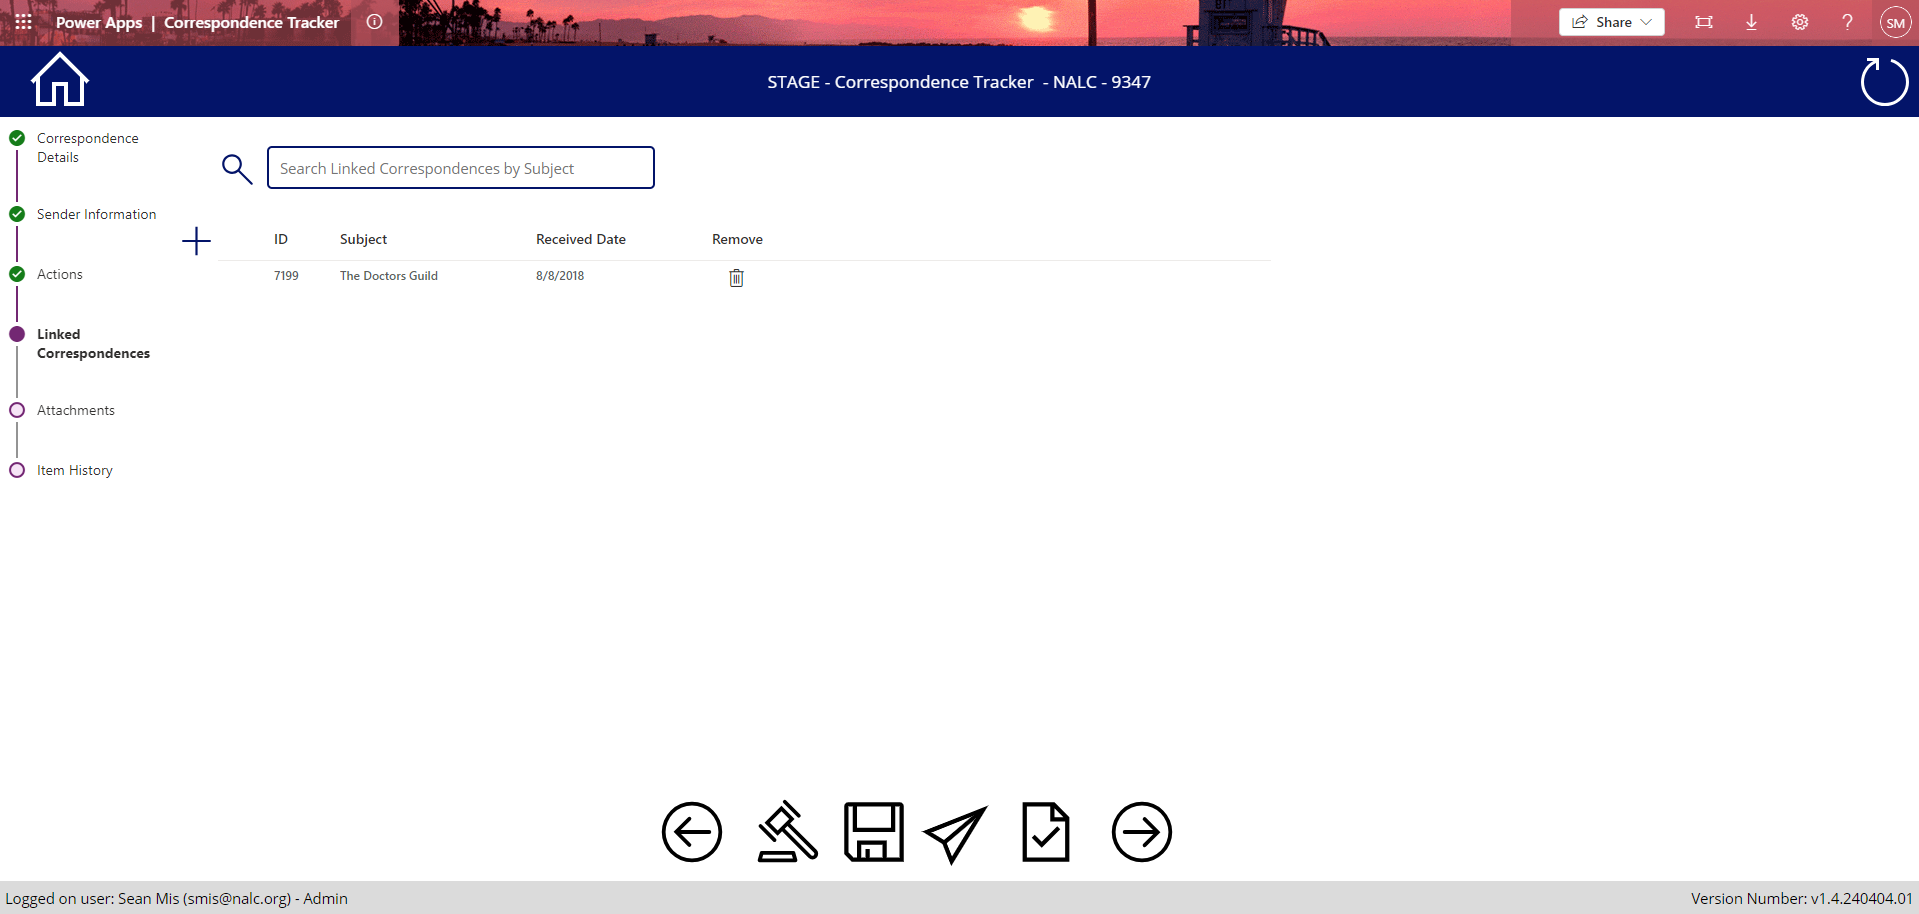 Power Apps | Correspondence Tracker
Share
SM
STAGE - Correspondence Tracker - NALC - 9347
Correspondence
Details
Sender Information
Actions
Linked
Correspondences
Attachments
Item History
Search Linked Correspondences by Subject
ID Subject Received Date Remove
7199 The Doctors Guild 8/8/2018
Logged on user: Sean Mis (smis@nalc.org) - Admin
Version Number: v1.4.240404.01